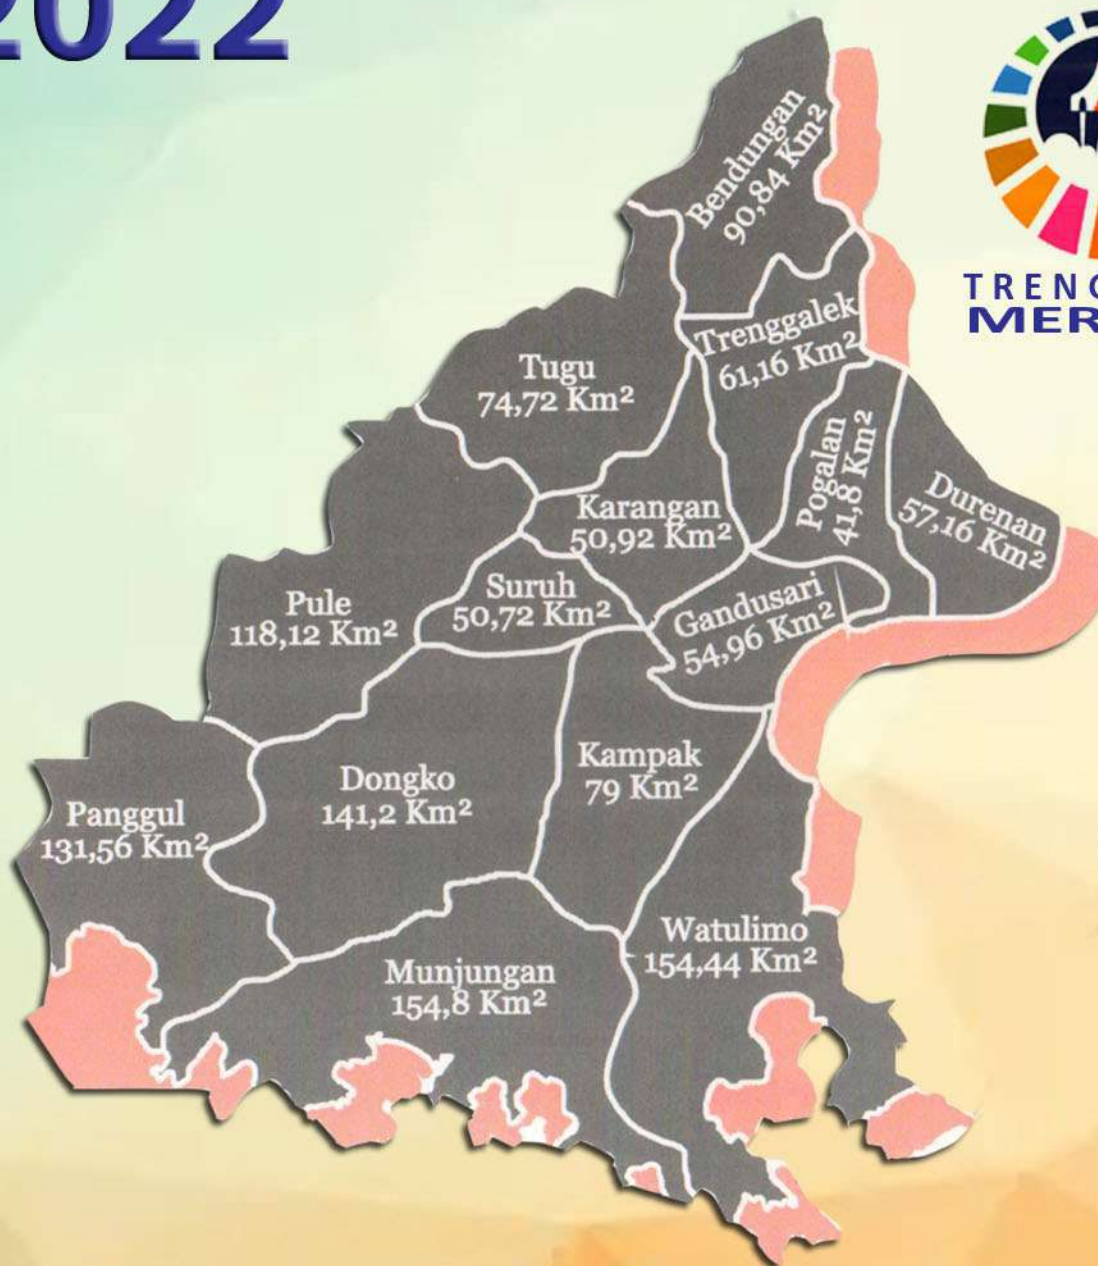 2022
Bendungan
90,84 Km²
TRENG
MER
Trenggalek
61,16 Km²
Tugu
74,72 Km²
Pogalan
41,8 Km²
Durenan
57,16 Km²
Karangan
50,92 Km²
Suruh
50,72 Km²
Gandusari
54,96 Km²
Pule
118,12 Km²
Kampak
79 Km²
Dongko
141,2 Km²
Panggul
131,56 Km²
Watulimo
154,44 Km²
Munjungan
154,8 Km²